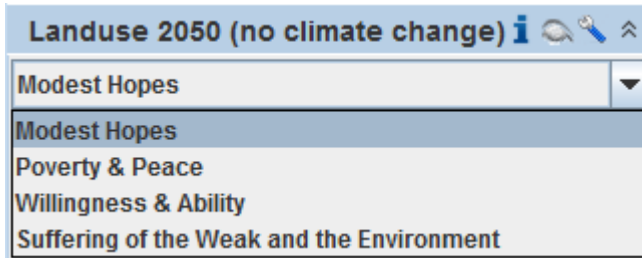 Landuse 2050 (no climate change)
Modest Hopes
Modest Hopes
Poverty & Peace
Willingness & Ability
Suffering of the Weak and the Environment